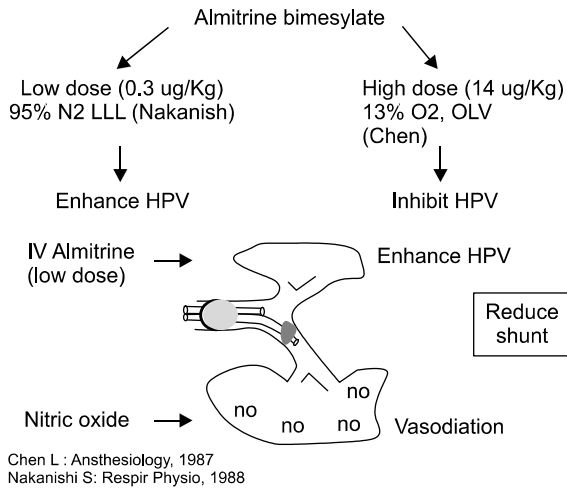 Almitrine bimesylate
Low dose (0.3 ug/Kg)
95% N2 LLL (Nakanish)
High dose (14 ug/Kg)
13% O2, OLV
(Chen)
Enhance HPV
Inhibit HPV
IV Almitrine
(low dose)
Enhance HPV
Reduce
shunt
no
no
no
no
Nitric oxide
Vasodiation
Chen L : Ansthesiology, 1987
Nakanishi S: Respir Physio, 1988